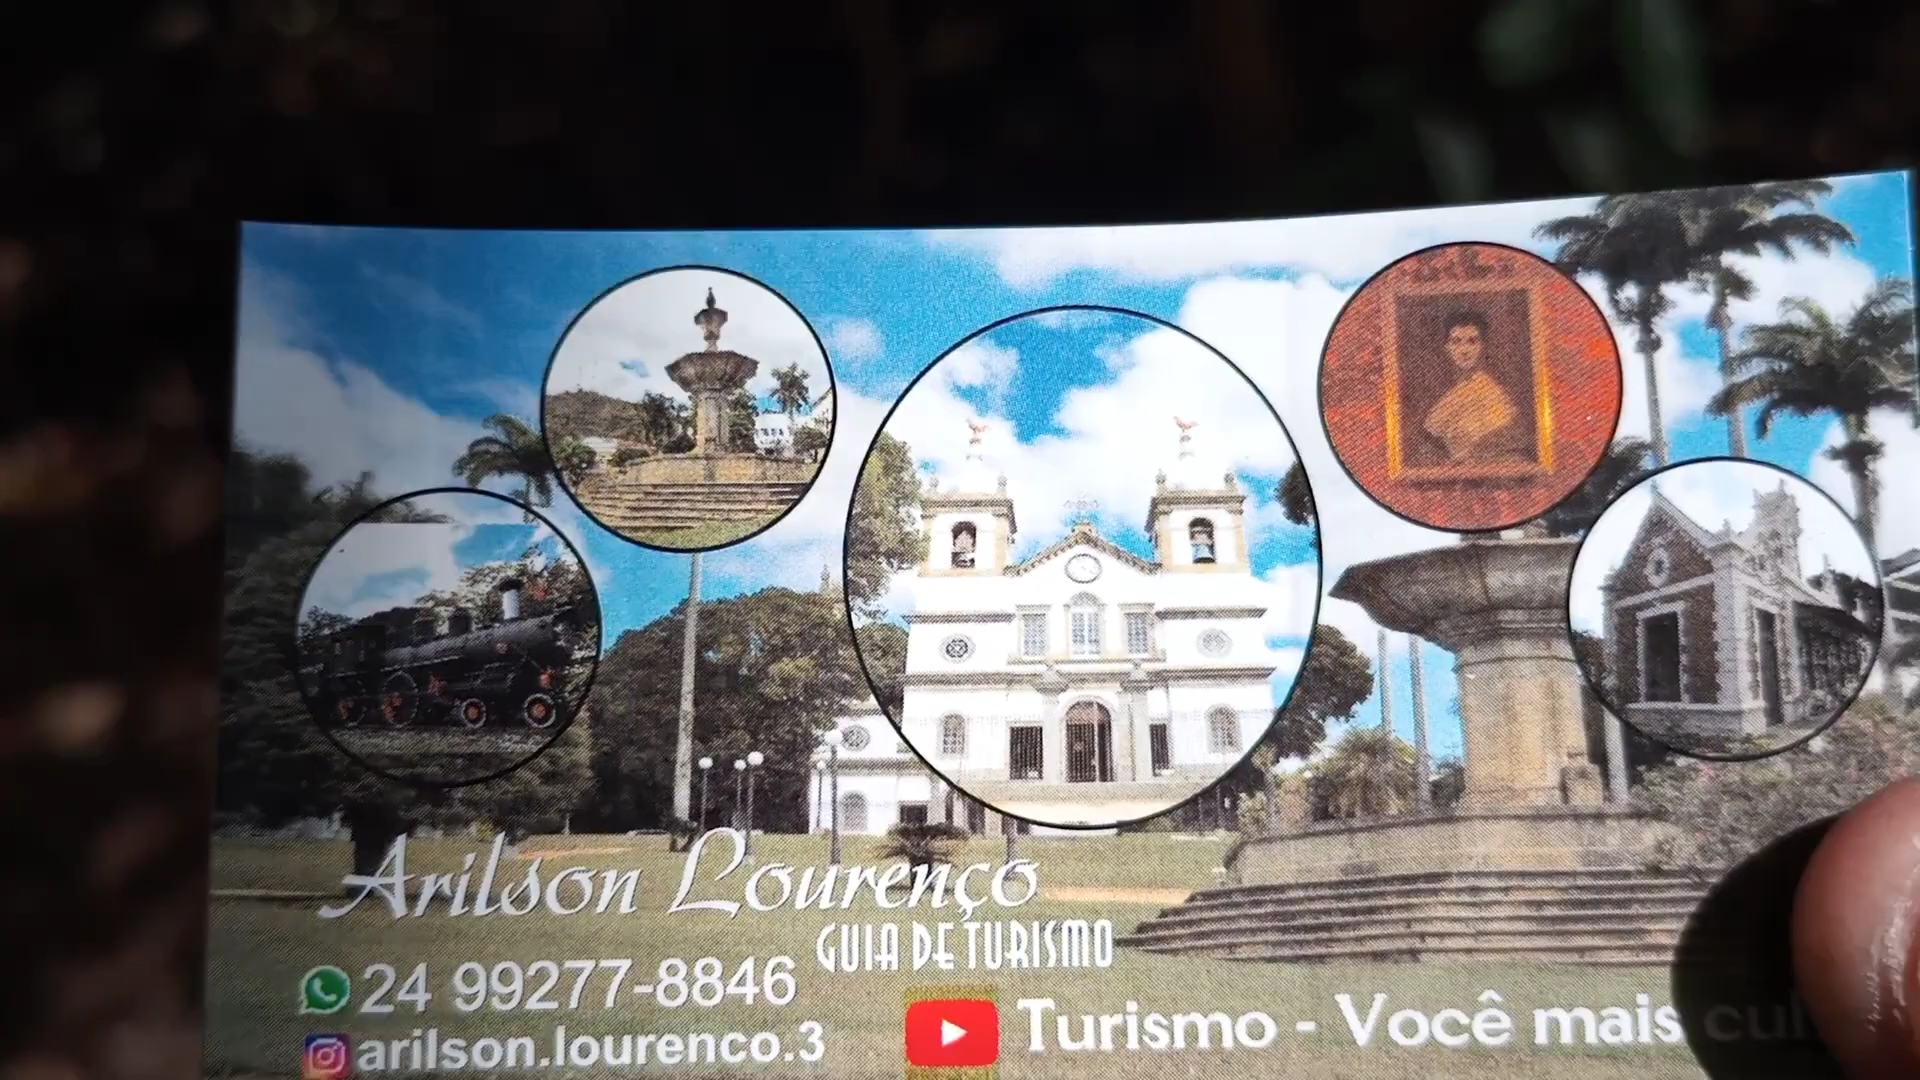 Arilson Lourenço
GUIA DE TURISMO
24 99277-8846
arilson.lourenco.3
Turismo - Você mais